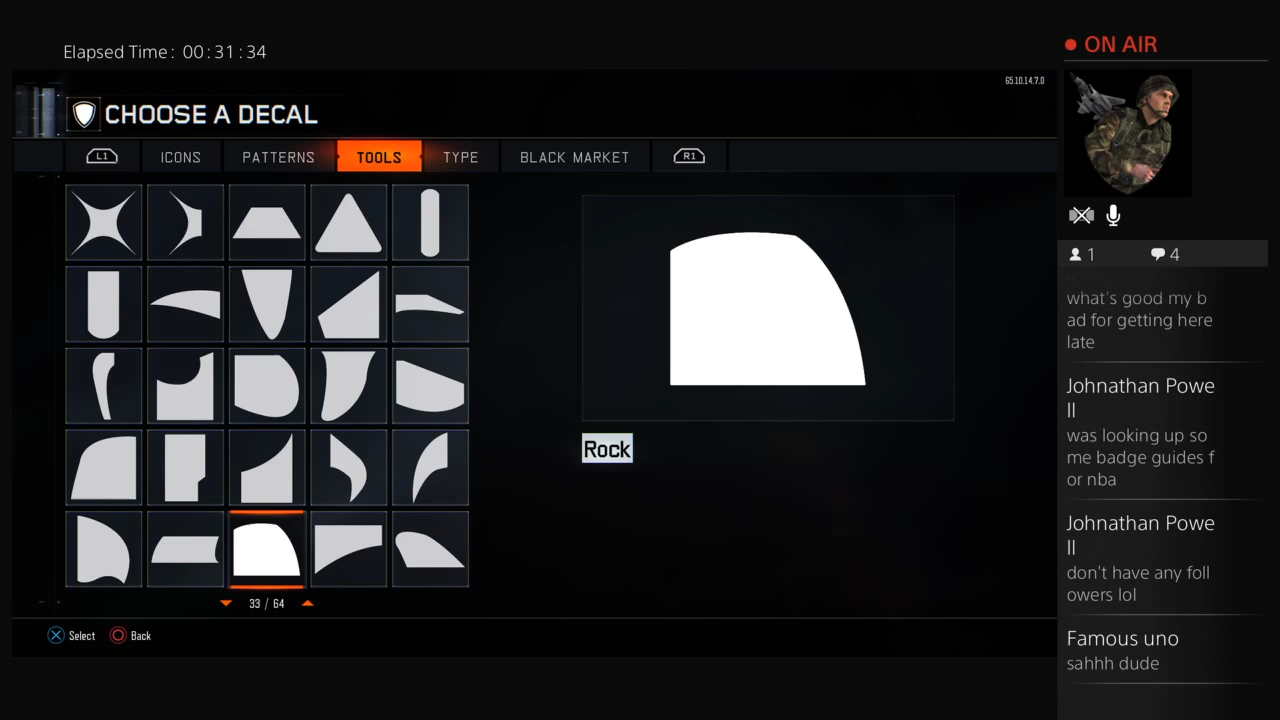 Elapsed Time: 00:31:34
ON AIR
65.10.14.7.0
CHOOSE A DECAL
L1 ICONS PATTERNS TOOLS TYPE BLACK MARKET R1
1 4
what's good my b
ad for getting here
late
Johnathan Powe
ll
was looking up so
me badge guides f
or nba
Johnathan Powe
ll
don't have any foll
owers lol
Famous uno
sahhh dude
Rock
33 / 64
Select Back